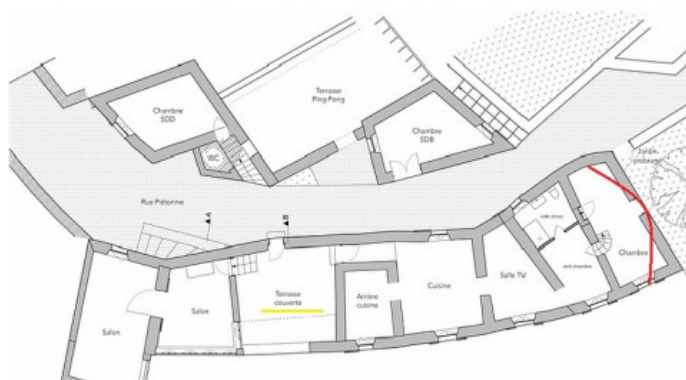 Chambre
SDD
Terrasse
Ping-Pong
WC
Chambre
SDB
Rue Piétonne
A
B
Salon
Salon
Terrasse
couverte
Arrière
cuisine
Cuisine
Salle TV
Chambre